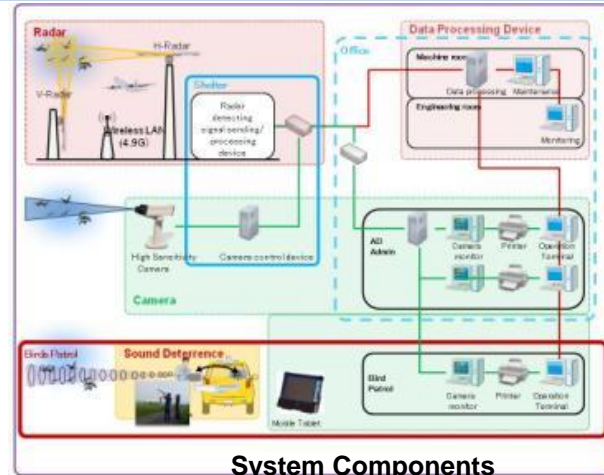 Radar
H-Radar
V-Radar
Wireless LAN
(4.9G)
Shelter
Radar
detecting
signal sending/
processing
device
Office
Data Processing Device
Machine room
Data processing
Maintenance
Engineering room
Monitoring
High Sensitivity
Camera
Camera control device
Camera
AD
Admin
Camera
monitor
Printer
Operation
Terminal
Birds Patrol
Sound Deterrence
Mobile Tablet
Bird
Patrol
Camera
monitor
Printer
Operation
Terminal
System Components